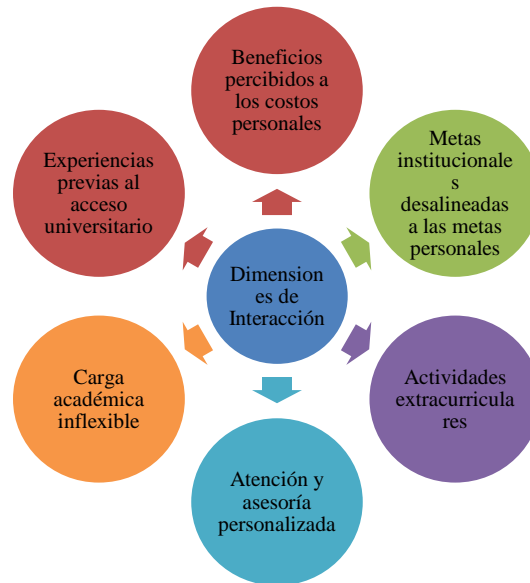 Beneficios
percibidos a
los costos
personales
Experiencias
previas al
acceso
universitario
Metas
institucionale
s
desalineadas
a las metas
personales
Dimension
es de
Interacción
Carga
académica
inflexible
Actividades
extracurricula
res
Atención y
asesoría
personalizada